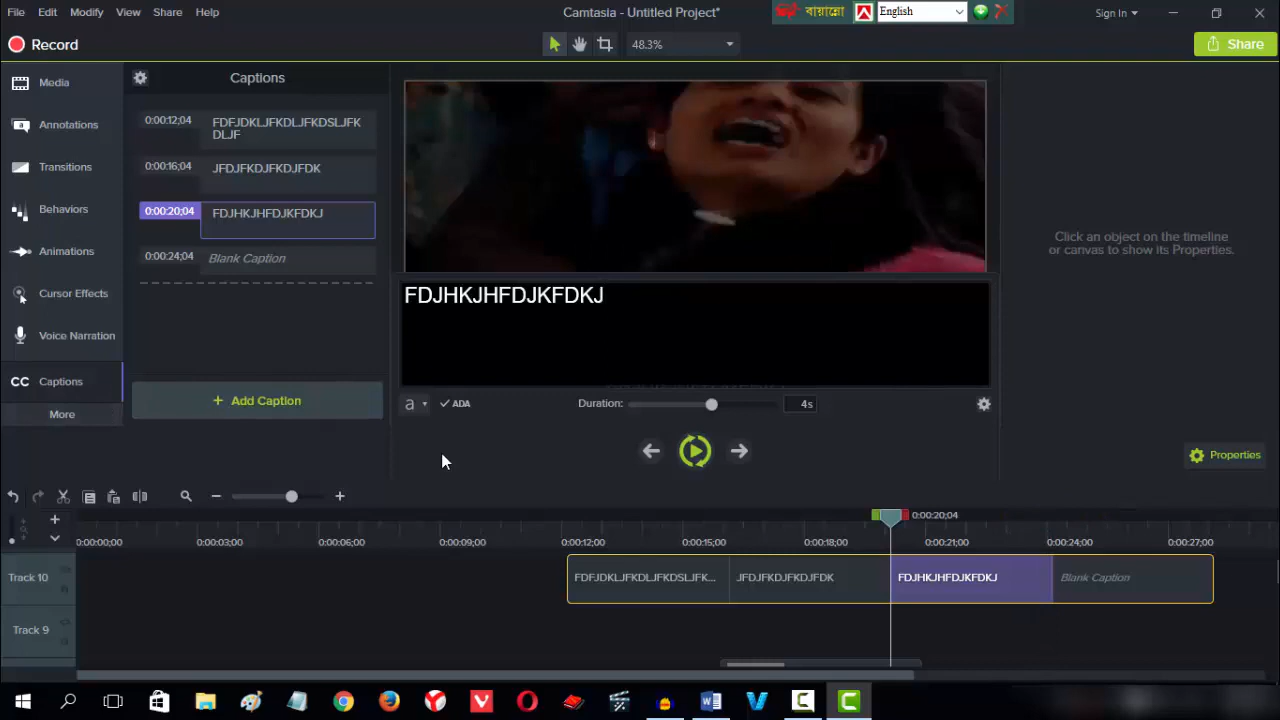 File Edit Modify View Share Help
Camtasia - Untitled Project*
English
Sign In
Record
48.3%
Share
Media
Annotations
Transitions
Behaviors
Animations
Cursor Effects
Voice Narration
CC Captions
More
Captions
0:00:12;04 FDFJDKLJFKDLJFKDSLJFK
DLJF
0:00:16;04 JFDJFKDJFKDJFDK
0:00:20;04 FDJHKJHFDJKFDKJ
0:00:24;04 Blank Caption
+ Add Caption
FDJHKJHFDJKFDKJ
a ADA
Duration: 4s
Click an object on the timeline
or canvas to show its Properties.
Properties
0:00:20;04
0:00:00;00 0:00:03;00 0:00:06;00 0:00:09;00 0:00:12;00 0:00:15;00 0:00:18;00 0:00:21;00 0:00:24;00 0:00:27;00
Track 10
FDFJDKLJFKDLJFKDSLJFK... JFDJFKDJFKDJFDK FDJHKJHFDJKFDKJ Blank Caption
Track 9